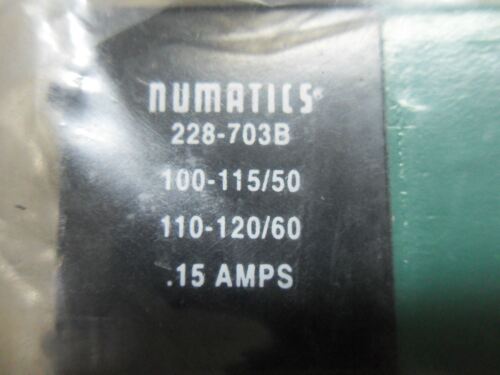 NUMATICS®
228-703B
100-115/50
110-120/60
.15 AMPS